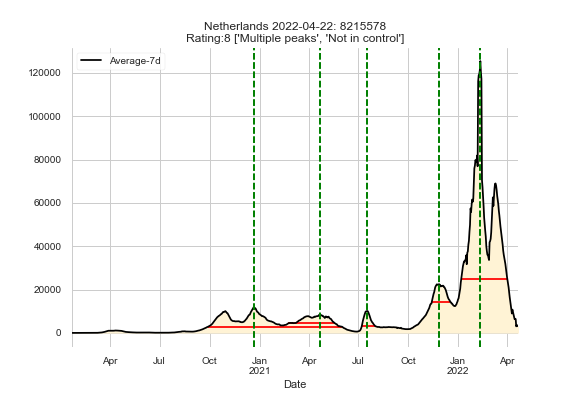 Netherlands 2022-04-22: 8215578
Rating:8 ['Multiple peaks', 'Not in control']
Average-7d
120000
100000
80000
60000
40000
20000
0
Apr Jul Oct Jan Apr Jul Oct Jan Apr
2021 2022
Date